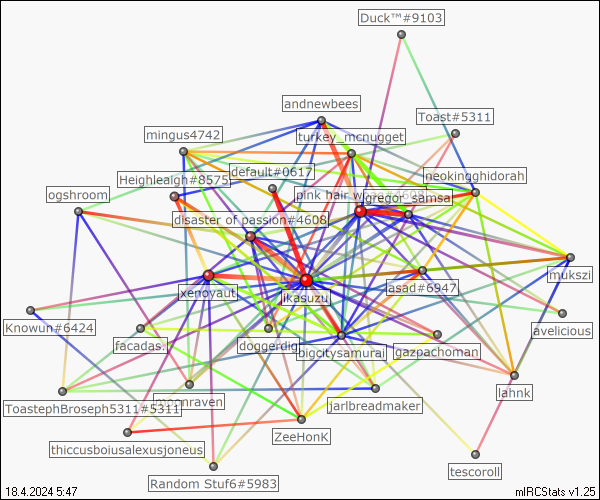 Duck™#9103
andnewbees
Toast#5311
mingus4742
turkey_mcnugget
default#0617
neokingghidorah
Heighleaigh#8575
pink hair w
gregor_samsa
ogshroom
disaster of passion#4608
mukszi
xenoyaut
ikasuzu
asad#6947
Knowun#6424
avelicious
facadas.
doggerdig
bigcitysamurai
gazpachoman
lahnk
ToastephBroseph5311#5311
moonraven
jarlbreadmaker
ZeeHonK
thiccusboiusalexusjoneus
tescoroll
Random Stuf6#5983
18.4.2024 5:47
mIRCStats v1.25